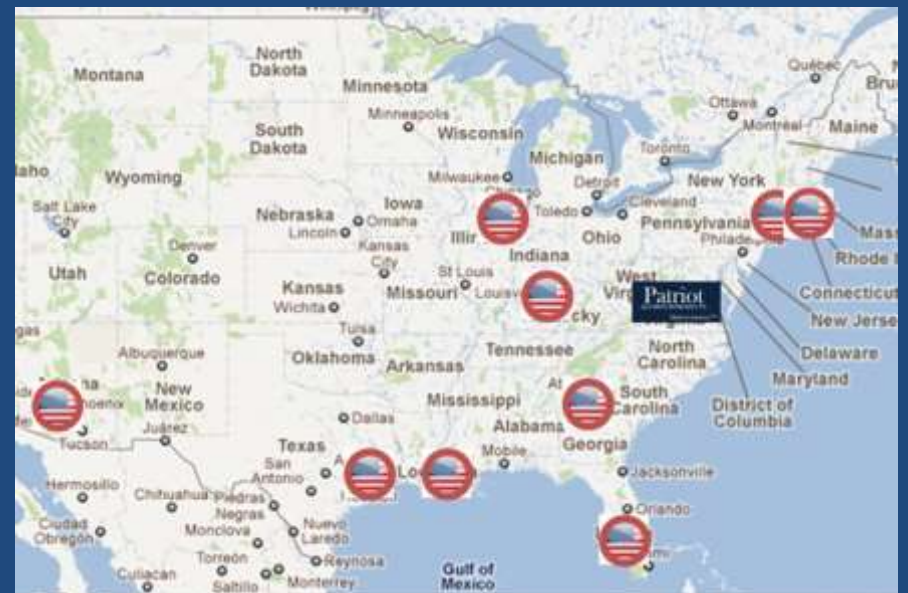 North
Dakota
Montana
Minnesota
Minneapolis
South
Dakota
Wisconsin
Michigan
Québec
Ottawa
Montréal
Maine
Toronto
Wyoming
Milwaukee
Detroit
New York
Salt Lake
City
Nebraska
Iowa
Omaha
Lincoln
Toledo
Cleveland
Pennsylvania
Ohio
Denver
Kansas
City
Indiana
Utah
Colorado
Kansas
Missouri
St Louis
West
Connecticut
Wichita
Patriot
New Jerse
Tulsa
Albuquerque
Oklahoma
Arkansas
Tennessee
North
Carolina
Delaware
Maryland
New
Mexico
Mississippi
South
Carolina
District of
Columbia
Dallas
Alabama
Georgia
Tucson
Juárez
Texas
Mobile
San
Antonio
Jacksonville
Hermosillo
Chihuahua
Piedras
Negras
Orlando
Ciudad
Obregón
Monclova
Nuevo
Laredo
Torreón
Reynosa
Gulf of
Mexico
Culiacán
Saltillo
Monterrey